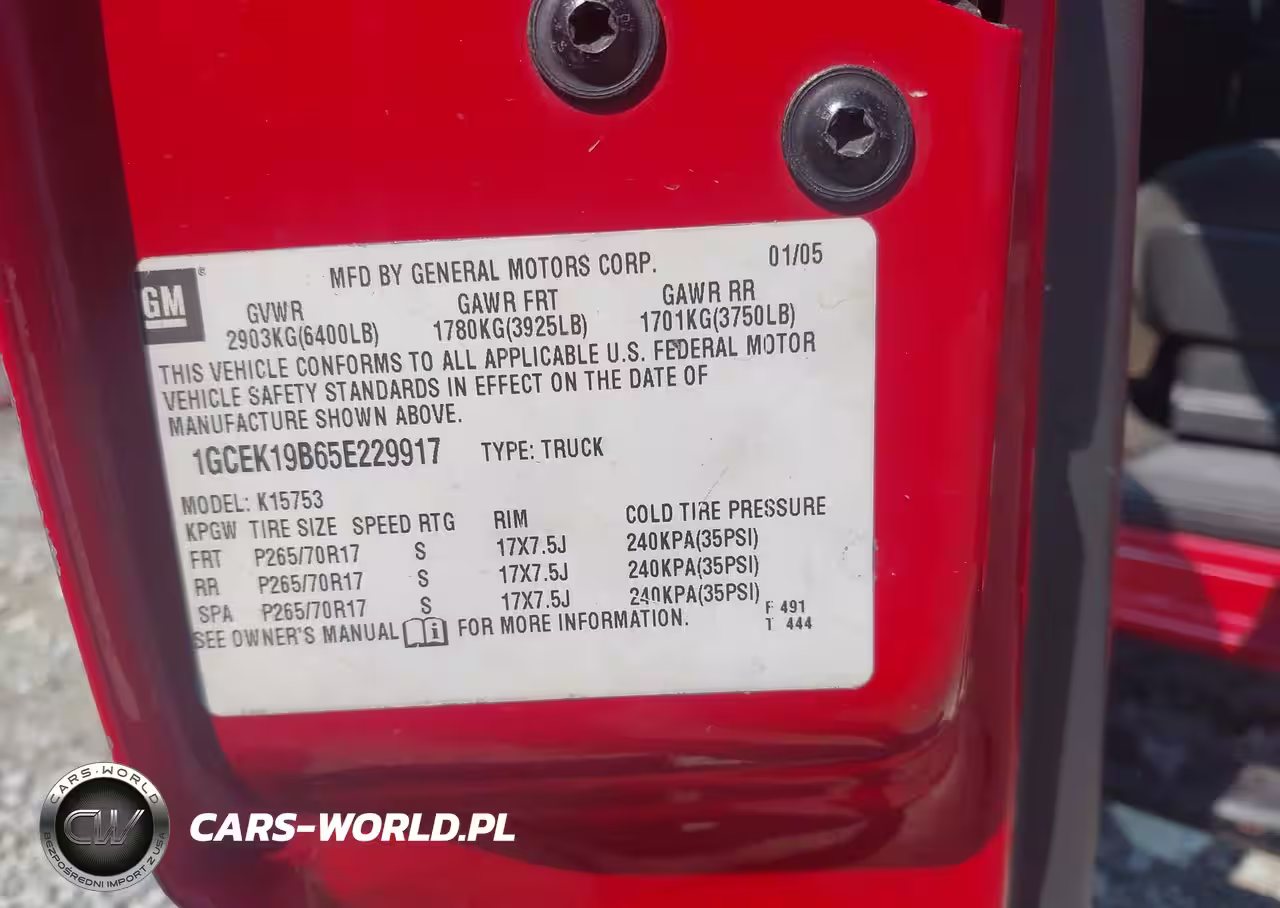 GM
®
MFD BY GENERAL MOTORS CORP. 01/05
GVWR GAWR FRT GAWR RR
2903KG(6400LB) 1780KG(3925LB) 1701KG(3750LB)
THIS VEHICLE CONFORMS TO ALL APPLICABLE U.S. FEDERAL MOTOR
VEHICLE SAFETY STANDARDS IN EFFECT ON THE DATE OF
MANUFACTURE SHOWN ABOVE.
1GCEK19B65E229917 TYPE: TRUCK
MODEL: K15753
KPGW TIRE SIZE SPEED RTG RIM COLD TIRE PRESSURE
FRT P265/70R17 S 17X7.5J 240KPA(35PSI)
RR P265/70R17 S 17X7.5J 240KPA(35PSI)
SPA P265/70R17 S 17X7.5J 240KPA(35PSI)
SEE OWNER'S MANUAL i FOR MORE INFORMATION.
F 491
T 444
CARS-WORLD
CW
BEZPOŚREDNI IMPORT Z USA
CARS-WORLD.PL